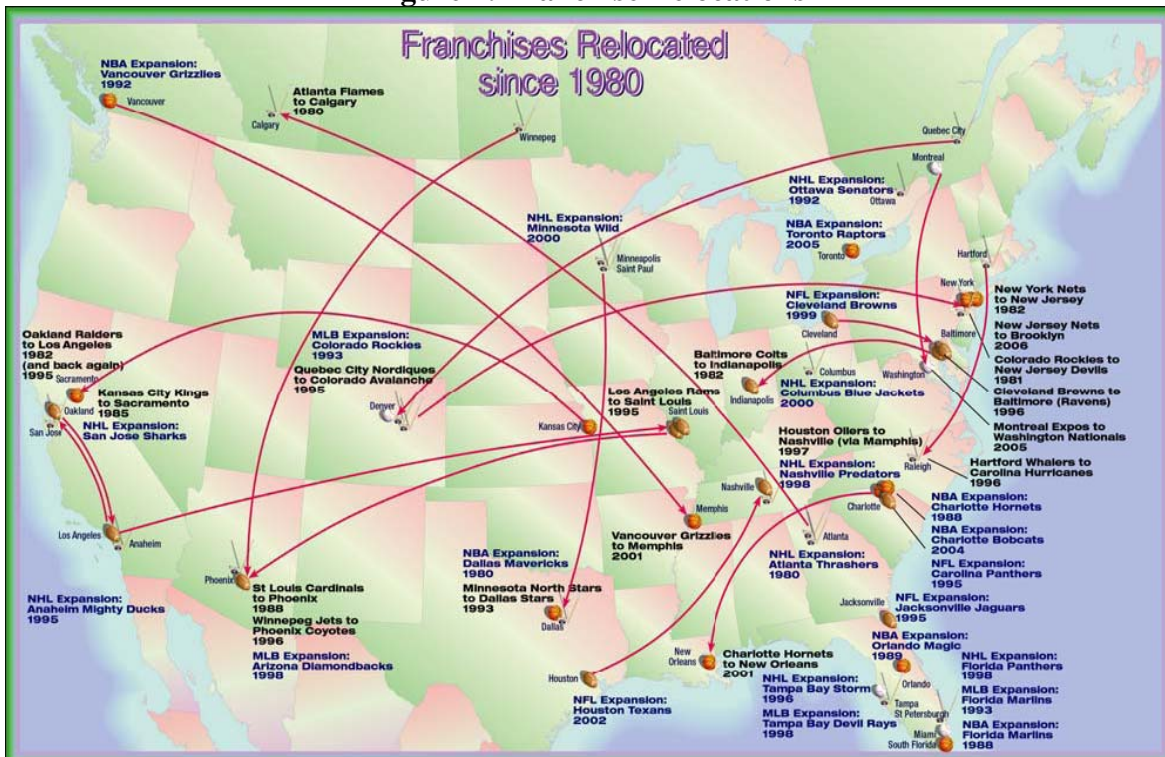 Franchises Relocated
since 1980
NBA Expansion:
Vancouver Grizzlies
1992
Vancouver
Atlanta Flames
to Calgary
1980
Calgary
Winnepeg
Quebec City
Montreal
NHL Expansion:
Ottawa Senators
1992
Ottawa
NHL Expansion:
Minnesota Wild
2000
Minneapolis
Saint Paul
NBA Expansion:
Toronto Raptors
2005
Toronto
Hartford
New York
New York Nets
to New Jersey
1982
New Jersey Nets
to Brooklyn
2006
Colorado Rockies to
New Jersey Devils
1981
Cleveland Browns to
Baltimore (Ravens)
1996
Montreal Expos to
Washington Nationals
2005
Hartford Whalers to
Carolina Hurricanes
1996
NFL Expansion:
Cleveland Browns
1999
Cleveland
Baltimore
Washington
Baltimore Colts
to Indianapolis
1982
Indianapolis
Columbus
NHL Expansion:
Columbus Blue Jackets
2000
Oakland Raiders
to Los Angeles
1982
(and back again)
1995
Sacramento
Kansas City Kings
to Sacramento
1985
Oakland
NHL Expansion:
San Jose Sharks
San Jose
MLB Expansion:
Colorado Rockies
1993
Quebec City Nordiques
to Colorado Avalanche
1995
Denver
Los Angeles Rams
to Saint Louis
1995
Saint Louis
Kansas City
Houston Oilers to
Nashville (via Mamphis)
1997
NHL Expansion:
Nashville Predators
1998
Nashville
Raleigh
Charlotte
NBA Expansion:
Charlotte Hornets
1988
NBA Expansion:
Charlotte Bobcats
2004
NFL Expansion:
Carolina Panthers
1995
Memphis
Vancouver Grizzlies
to Memphis
2001
Atlanta
NHL Expansion:
Atlanta Thrashers
1980
Los Angeles
Anaheim
NHL Expansion:
Anaheim Mighty Ducks
1995
Phoenix
St Louis Cardinals
to Phoenix
1988
Winnepeg Jets to
Phoenix Coyotes
1996
MLB Expansion:
Arizona Diamondbacks
1998
NBA Expansion:
Dallas Mavericks
1980
Minnesota North Stars
to Dallas Stars
1993
Dallas
Houston
NFL Expansion:
Houston Texans
2002
New
Orleans
Charlotte Hornets
to New Orleans
2001
Jacksonville
NFL Expansion:
Jacksonville Jaguars
1995
NBA Expansion:
Orlando Magic
1989
Orlando
NHL Expansion:
Tampa Bay Storm
1996
MLB Expansion:
Tampa Bay Devil Rays
1998
Tampa
St Petersburgh
Miami
South Florida
NHL Expansion:
Florida Panthers
1998
MLB Expansion:
Florida Marlins
1993
NBA Expansion:
Florida Marlins
1988